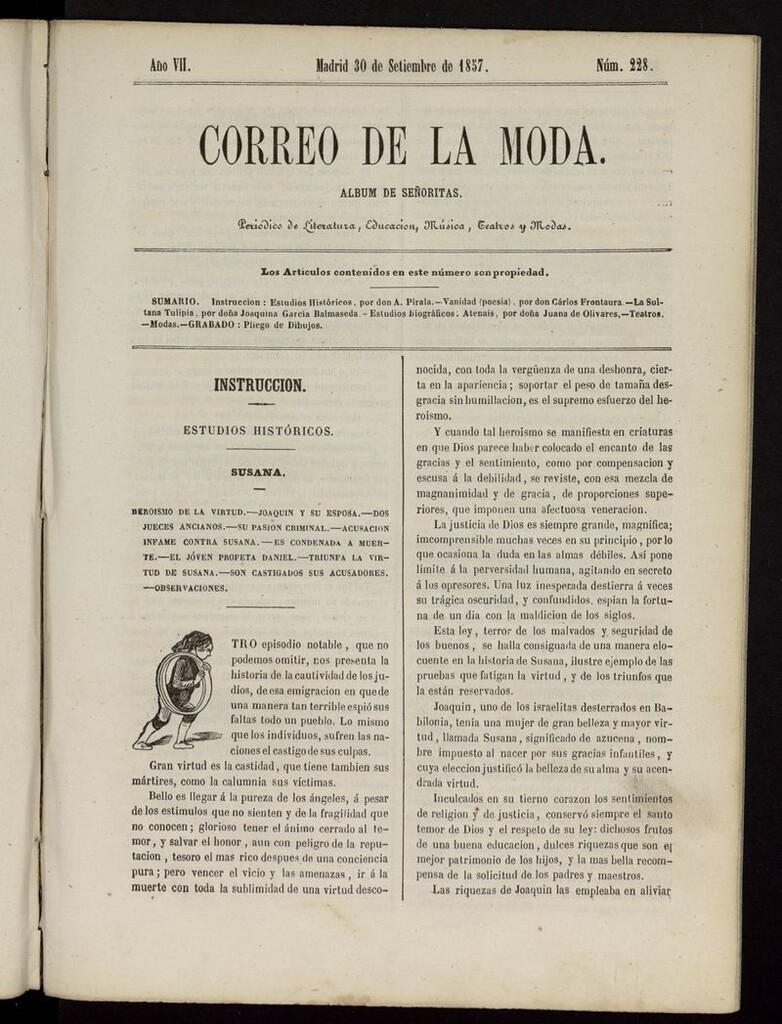 Año VII. Madrid 30 de Setiembre de 1857. Núm. 228.
CORREO DE LA MODA.
ALBUM DE SEÑORITAS.
Periódico de Literatura, Educacion, Música, Teatros y Modas.
Los Artículos contenidos en este número son propiedad.
SUMARIO. Instruccion: Estudios Históricos, por don A. Pirala.—Vanidad (poesia), por don Cárlos Frontaura.—La Sul-
tana Tulipia, por doña Joaquina García Balmaseda.—Estudios biográficos: Atenais, por doña Juana de Olivares.—Teatros.
—Modas.—GRABADO: Pliego de Dibujos.
INSTRUCCION.
ESTUDIOS HISTÓRICOS.
SUSANA.
HEROISMO DE LA VIRTUD.—JOAQUIN Y SU ESPOSA.—DOS
JUECES ANCIANOS.—SU PASION CRIMINAL.—ACUSACION
INFAME CONTRA SUSANA.—ES CONDENADA A MUER-
TE.—EL JÓVEN PROFETA DANIEL.—TRIUNFA LA VIR-
TUD DE SUSANA.—SON CASTIGADOS SUS ACUSADORES.
—OBSERVACIONES.
OTRO episodio notable, que no
podemos omitir, nos presenta la
historia de la cautividad de los ju-
díos, de esa emigracion en que de
una manera tan terrible espió sus
faltas todo un pueblo. Lo mismo
que los individuos, sufren las na-
ciones el castigo de sus culpas.
Gran virtud es la castidad, que tiene tambien sus
mártires, como la calumnia sus víctimas.
Bello es llegar á la pureza de los ángeles, á pesar
de los estímulos que no sienten y de la fragilidad que
no conocen; glorioso tener el ánimo cerrado al te-
mor, y salvar el honor, aun con peligro de la repu-
tacion, tesoro el mas rico despues de una conciencia
pura; pero vencer el vicio y las amenazas, ir á la
muerte con toda la sublimidad de una virtud desco-
nocida, con toda la vergüenza de una deshonra, cier-
ta en la apariencia; soportar el peso de tamaña des-
gracia sin humillacion, es el supremo esfuerzo del he-
roismo.
Y cuando tal heroismo se manifiesta en criaturas
en que Dios parece haber colocado el encanto de las
gracias y el sentimiento, como por compensacion y
escusa á la debilidad, se reviste, con esa mezcla de
magnanimidad y de gracia, de proporciones supe-
riores, que imponen una afectuosa veneracion.
La justicia de Dios es siempre grande, magnífica;
imcomprensible muchas veces en su principio, por lo
que ocasiona la duda en las almas débiles. Así pone
límite á la perversidad humana, agitando en secreto
á los opresores. Una luz inesperada destierra á veces
su trágica oscuridad, y confundidos, espian la fortu-
na de un dia con la maldicion de los siglos.
Esta ley, terror de los malvados y seguridad de
los buenos, se halla consignada de una manera elo-
cuente en la historia de Susana, ilustre ejemplo de las
pruebas que fatigan la virtud, y de los triunfos que
la están reservados.
Joaquin, uno de los israelitas desterrados en Ba-
bilonia, tenia una mujer de gran belleza y mayor vir-
tud, llamada Susana, significado de azucena, nom-
bre impuesto al nacer por sus gracias infantiles, y
cuya eleccion justificó la belleza de su alma y su acen-
drada virtud.
Inculcados en su tierno corazon los sentimientos
de religion y de justicia, conservó siempre el santo
temor de Dios y el respeto de su ley: dichosos frutos
de una buena educacion, dulces riquezas que son el
mejor patrimonio de los hijos, y la mas bella recom-
pensa de la solicitud de los padres y maestros.
Las riquezas de Joaquin las empleaba en aliviar